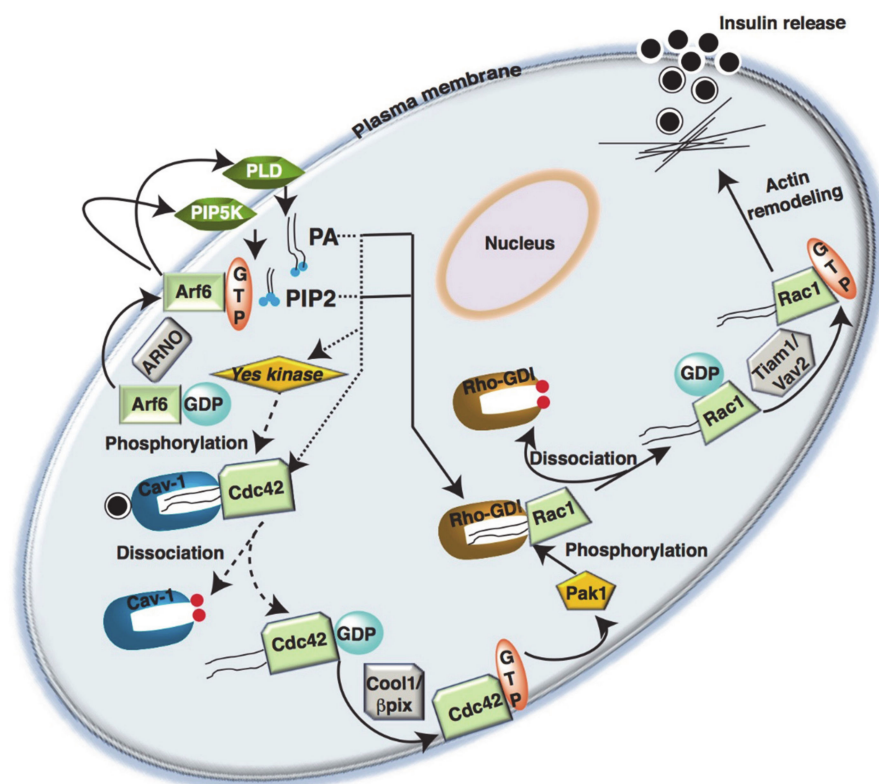 Insulin release
Plasma membrane
PLD
PIP5K
PA
Nucleus
Actin
remodeling
Arf6
G
T
P
PIP2
Rac1
G
T
P
ARNO
Yes kinase
Rho-GDI
GDP
Tiam1/
Vav2
Arf6
GDP
Rac1
Phosphorylation
Dissociation
Cav-1
Cdc42
Rho-GDI
Rac1
Dissociation
Phosphorylation
Cav-1
Pak1
Cdc42
GDP
G
T
P
Cool1/
βpix
Cdc42